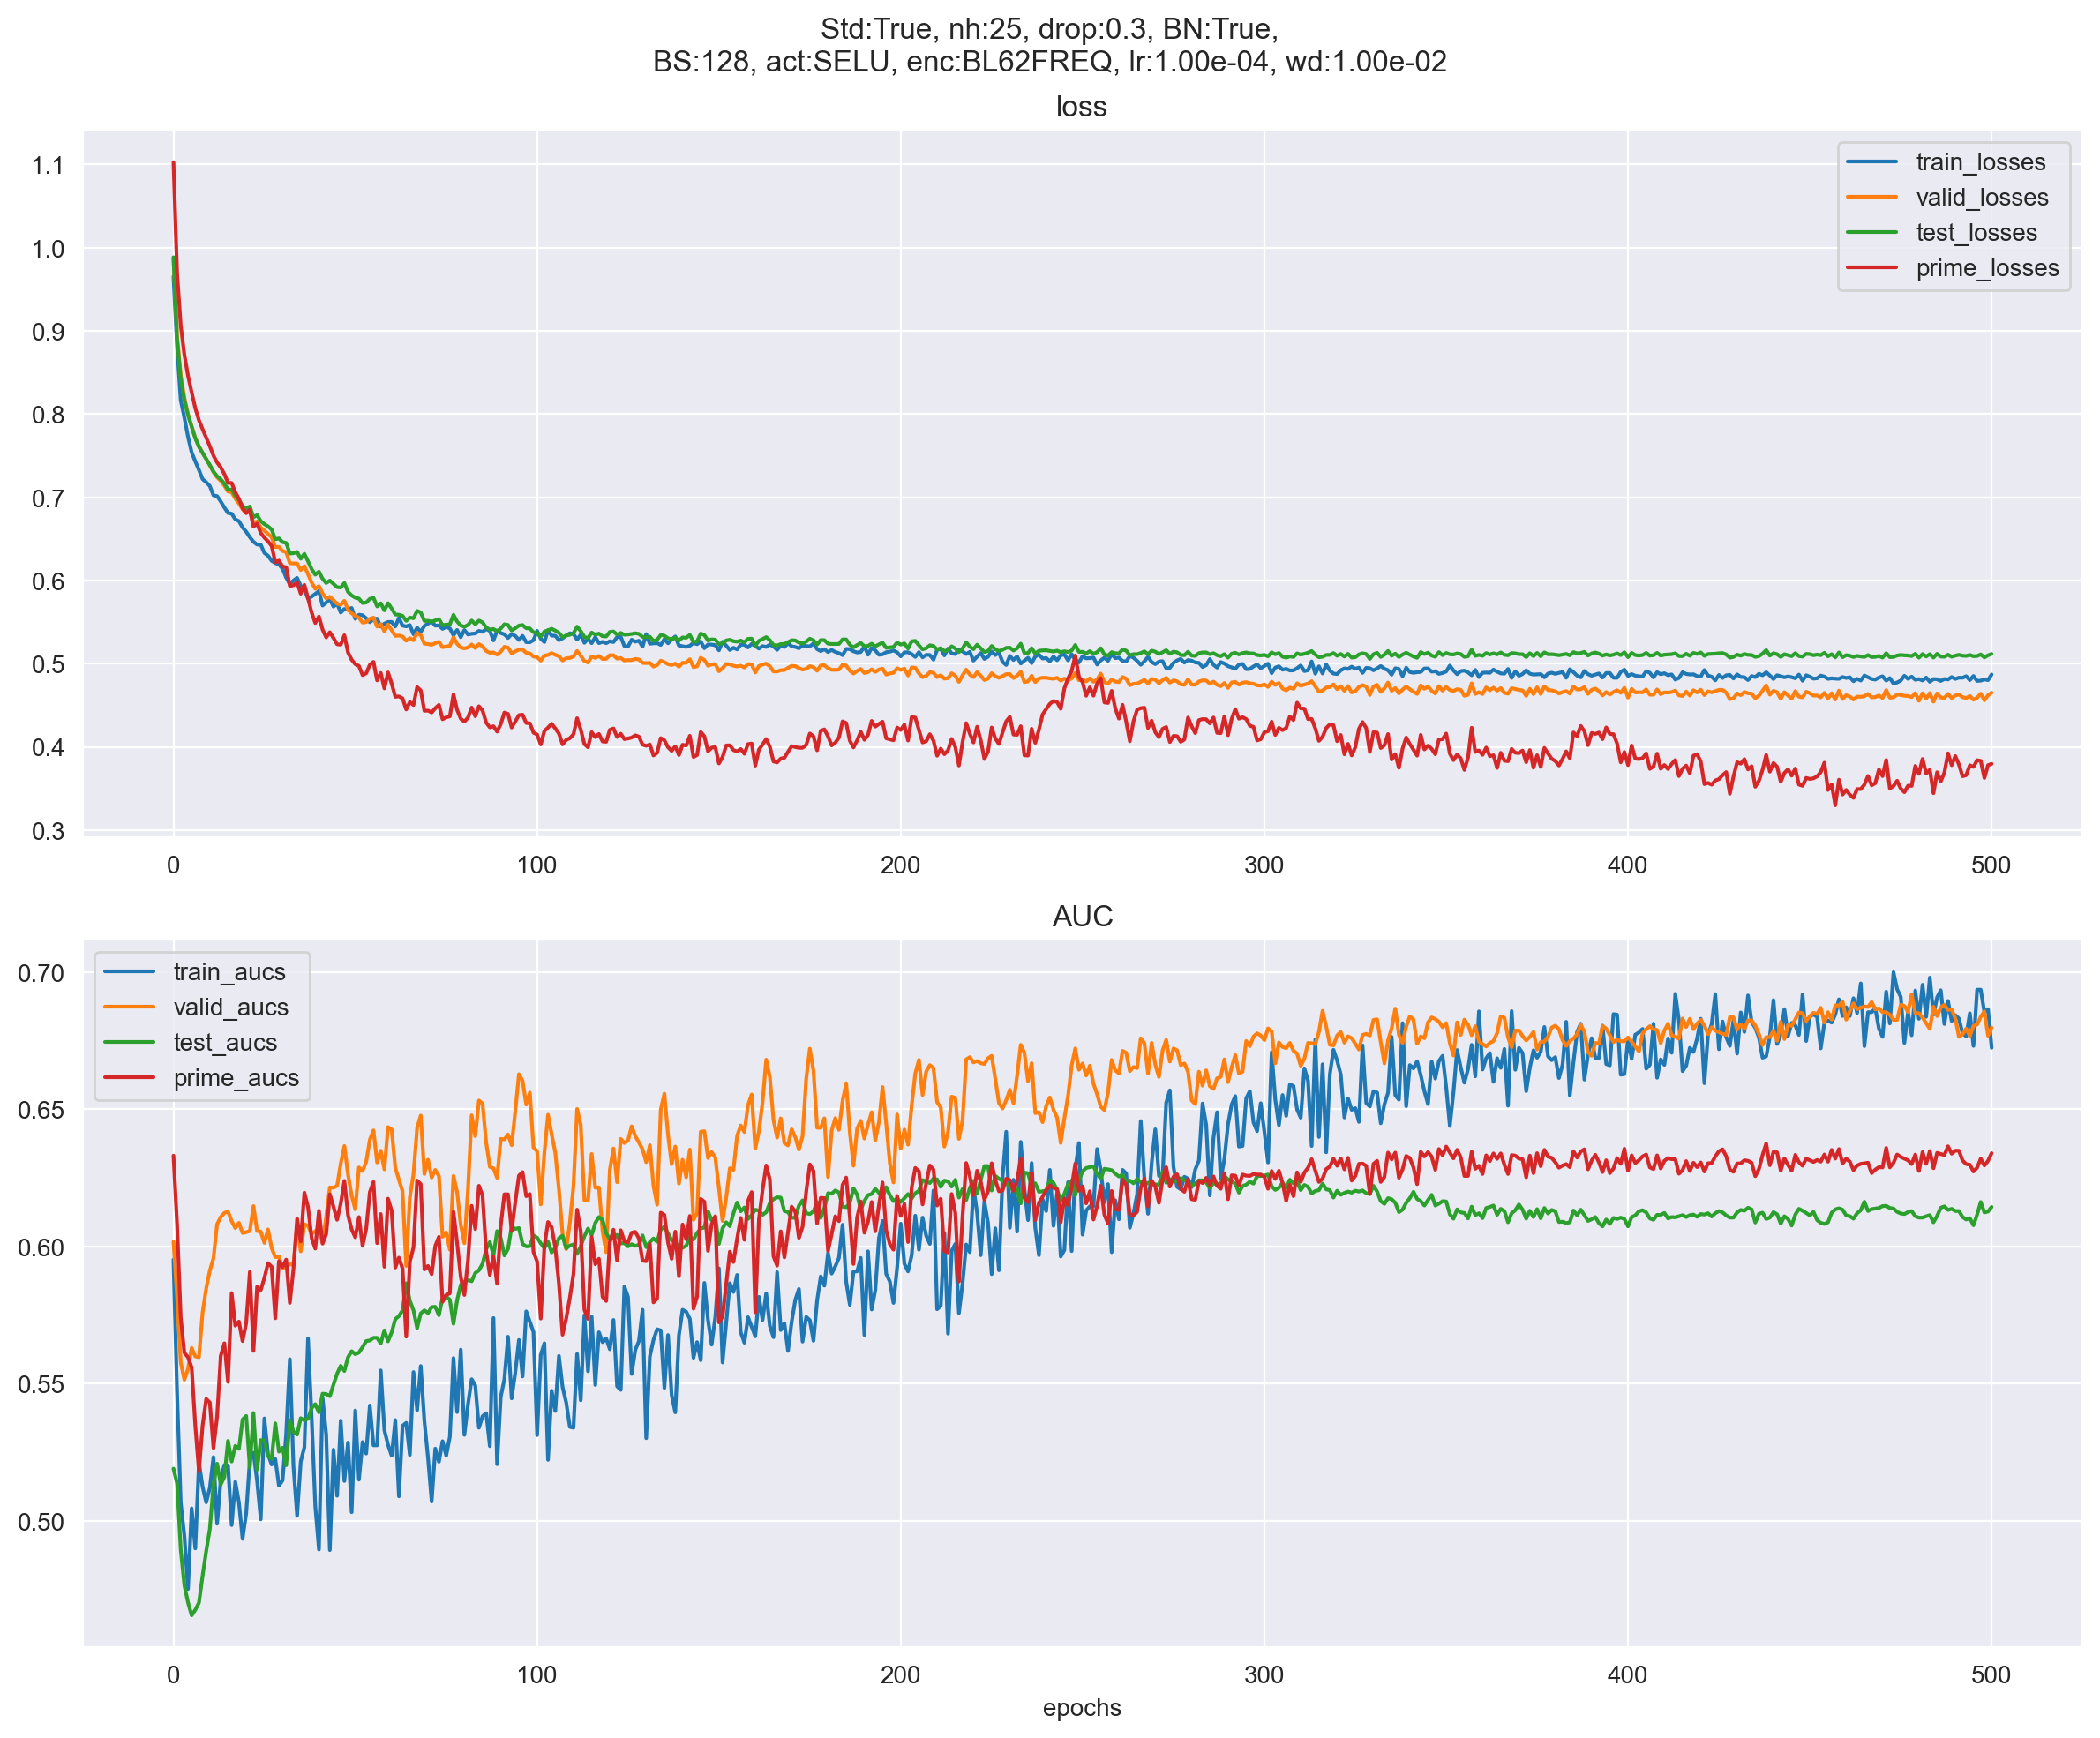 Std:True, nh:25, drop:0.3, BN:True,
BS:128, act:SELU, enc:BL62FREQ, lr:1.00e-04, wd:1.00e-02
loss
1.1
1.0
0.9
0.8
0.7
0.6
0.5
0.4
0.3
train_losses
valid_losses
test_losses
prime_losses
0 100 200 300 400 500
AUC
0.70
0.65
0.60
0.55
0.50
train_aucs
valid_aucs
test_aucs
prime_aucs
0 100 200 300 400 500
epochs